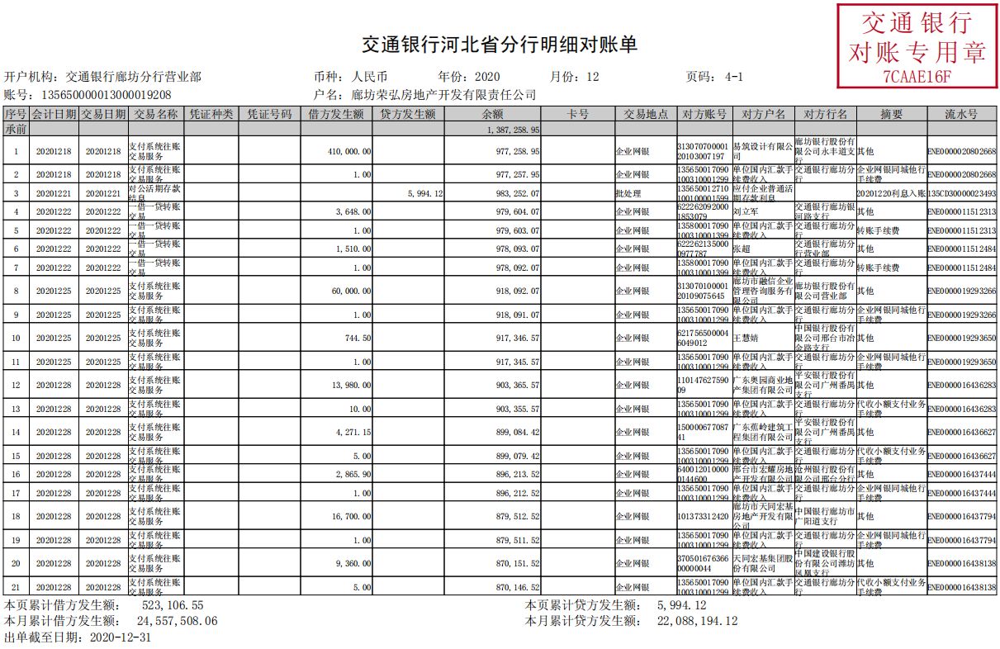 交通银行
对账专用章
7CAAE16F
交通银行河北省分行明细对账单
开户机构：交通银行廊坊分行营业部 币种：人民币 年份：2020 月份：12 页码：4-1
账号：135650000013000019208 户名：廊坊荣弘房地产开发有限责任公司
序号 会计日期 交易日期 交易名称 凭证种类 凭证号码 借方发生额 贷方发生额 余额 卡号 交易地点 对方账号 对方户名 对方行名 摘要 流水号
承前 1,387,258.95
1 20201218 20201218 支付系统往账交易服务 410,000.00 977,258.95 企业网银 31307070000120103007197 易筑设计有限公司 廊坊银行股份有限公司永丰道支行 其他 ENE0000020802668
2 20201218 20201218 支付系统往账交易服务 1.00 977,257.95 企业网银 135650017090100310001299 单位国内汇款手续费收入 交通银行廊坊分行 企业网银同城他行手续费 ENE0000020802668
3 20201221 20201221 对公活期存款结息 5,994.12 983,252.07 批处理 135650012710100100001599 应付企业普通活期存款利息 20201220利息入账 135CD30000023493
4 20201222 20201222 一借一贷转账交易 3,648.00 979,604.07 企业网银 6222620920001853079 刘立军 交通银行廊坊银河路支行 其他 ENE0000011512313
5 20201222 20201222 一借一贷转账交易 1.00 979,603.07 企业网银 135800017090100310001399 单位国内汇款手续费收入 交通银行廊坊分行 转账手续费 ENE0000011512313
6 20201222 20201222 一借一贷转账交易 1,510.00 978,093.07 企业网银 6222621350000977787 张超 交通银行廊坊分行营业部 其他 ENE0000011512484
7 20201222 20201222 一借一贷转账交易 1.00 978,092.07 企业网银 135800017090100310001399 单位国内汇款手续费收入 交通银行廊坊分行 转账手续费 ENE0000011512484
8 20201225 20201225 支付系统往账交易服务 60,000.00 918,092.07 企业网银 31307010000120109075645 廊坊市融信企业管理咨询服务有限公司 廊坊银行股份有限公司营业部 其他 ENE0000019293266
9 20201225 20201225 支付系统往账交易服务 1.00 918,091.07 企业网银 135650017090100310001299 单位国内汇款手续费收入 交通银行廊坊分行 企业网银同城他行手续费 ENE0000019293266
10 20201225 20201225 支付系统往账交易服务 744.50 917,346.57 企业网银 6217565000046049012 王慧婧 中国银行股份有限公司邢台市冶金路支行 其他 ENE0000019293650
11 20201225 20201225 支付系统往账交易服务 1.00 917,345.57 企业网银 135650017090100310001299 单位国内汇款手续费收入 交通银行廊坊分行 企业网银同城他行手续费 ENE0000019293650
12 20201228 20201228 支付系统往账交易服务 13,980.00 903,365.57 企业网银 11014762759009 广东奥园商业地产集团有限公司 平安银行股份有限公司广州番禺支行 其他 ENE0000016436283
13 20201228 20201228 支付系统往账交易服务 10.00 903,355.57 企业网银 135650017090100310001299 单位国内汇款手续费收入 交通银行廊坊分行 代收小额支付业务手续费 ENE0000016436283
14 20201228 20201228 支付系统往账交易服务 4,271.15 899,084.42 企业网银 15000067708741 广东蕉岭建筑工程集团有限公司 平安银行股份有限公司广州番禺支行 其他 ENE0000016436627
15 20201228 20201228 支付系统往账交易服务 5.00 899,079.42 企业网银 135650017090100310001299 单位国内汇款手续费收入 交通银行廊坊分行 代收小额支付业务手续费 ENE0000016436627
16 20201228 20201228 支付系统往账交易服务 2,865.90 896,213.52 企业网银 6400120100000144600 邢台市宏耀房地产开发有限公司 沧州银行股份有限公司邢台分行 其他 ENE0000016437444
17 20201228 20201228 支付系统往账交易服务 1.00 896,212.52 企业网银 135650017090100310001299 单位国内汇款手续费收入 交通银行廊坊分行 企业网银同城他行手续费 ENE0000016437444
18 20201228 20201228 支付系统往账交易服务 16,700.00 879,512.52 企业网银 101373312420 廊坊市天同宏基房地产开发有限公司 中国银行廊坊市广阳道支行 其他 ENE0000016437794
19 20201228 20201228 支付系统往账交易服务 1.00 879,511.52 企业网银 135650017090100310001299 单位国内汇款手续费收入 交通银行廊坊分行 企业网银同城他行手续费 ENE0000016437794
20 20201228 20201228 支付系统往账交易服务 9,360.00 870,151.52 企业网银 37050167636600000044 天同宏基集团股份有限公司 中国建设银行股份有限公司潍坊凤凰支行 其他 ENE0000016438138
21 20201228 20201228 支付系统往账交易服务 5.00 870,146.52 企业网银 135650017090100310001299 单位国内汇款手续费收入 交通银行廊坊分行 代收小额支付业务手续费 ENE0000016438138
本页累计借方发生额： 523,106.55 本页累计贷方发生额： 5,994.12
本月累计借方发生额： 24,557,508.06 本月累计贷方发生额： 22,088,194.12
出单截至日期：2020-12-31